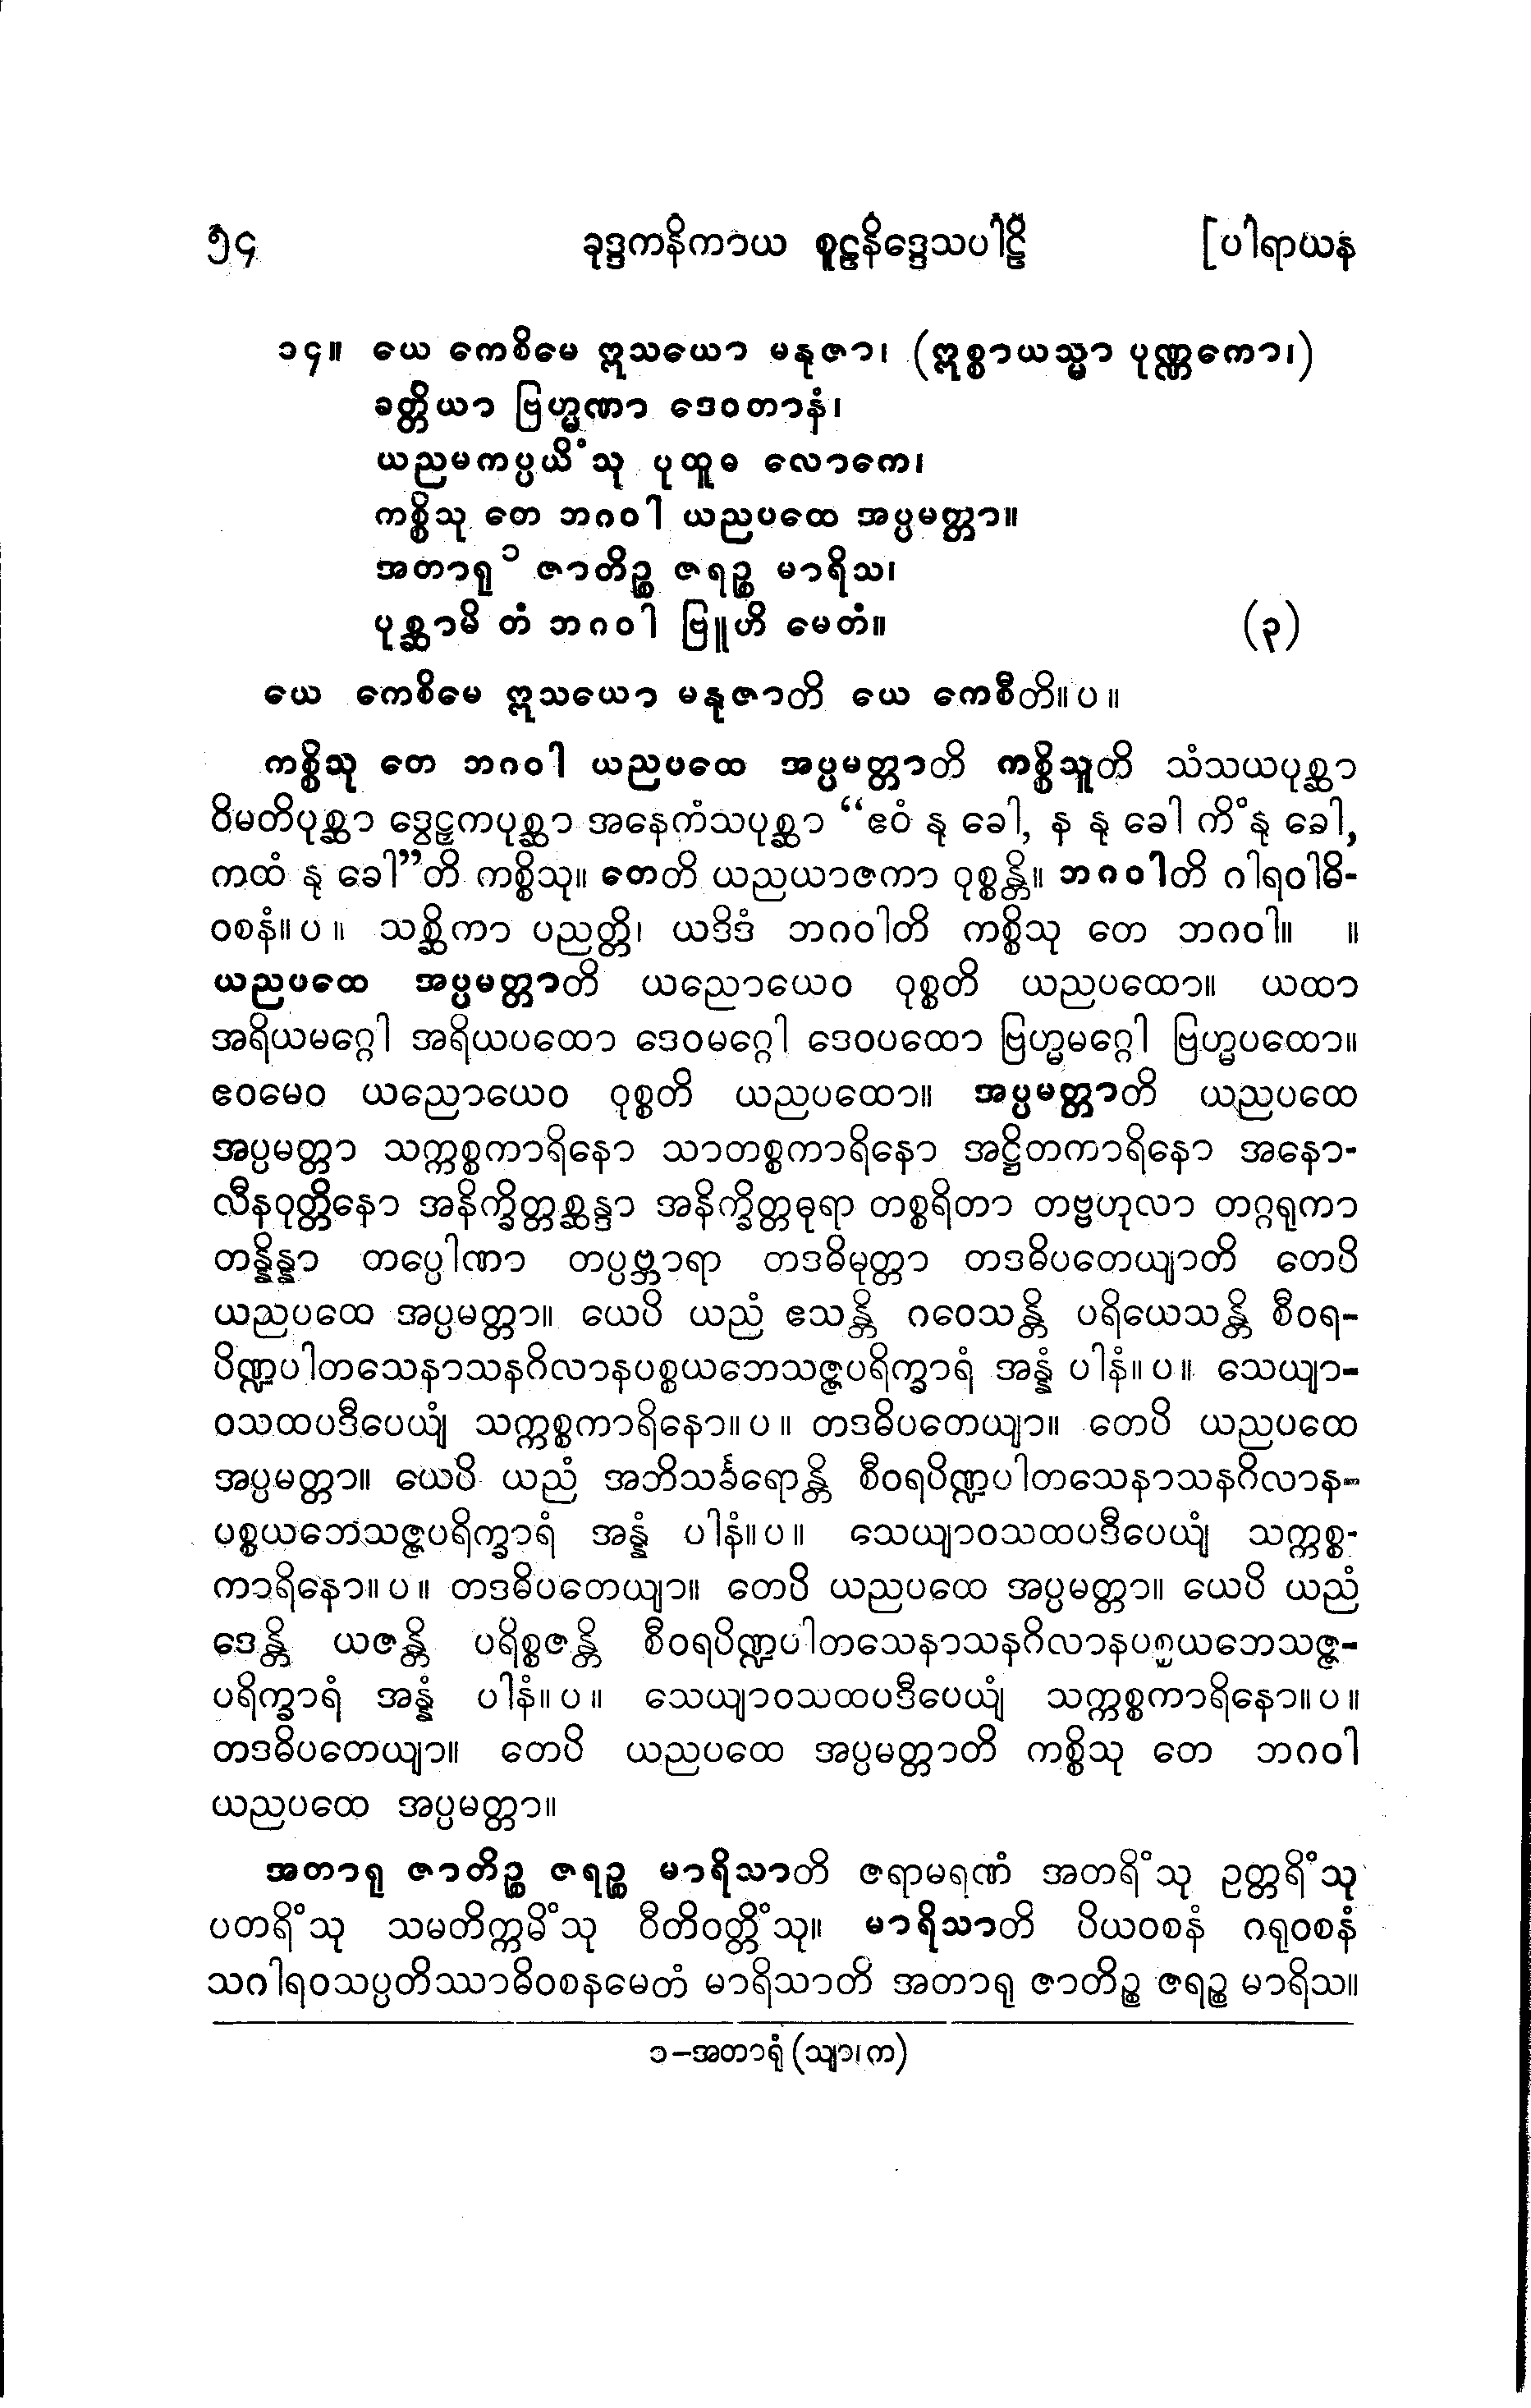 ၅၄ ခုဒ္ဒကနိကာယ စူဠနိဒ္ဒေသပါဠိ [ပါရာယန
၁၄။ ယေ ကေစိမေ ဣသယော မနုဇာ၊ (ဣစ္စာယသ္မာ ပုဏ္ဏကော၊)
ခတ္တိယာ ဗြဟ္မဏာ ဒေဝတာနံ၊
ယညမကပ္ပယိံသု ပုထူဓ လောကေ၊
ကစ္စိသု တေ ဘဂဝါ ယညပထေ အပ္ပမတ္တာ။
အတာရု ၁ ဇာတိဉ္စ ဇရဉ္စ မာရိသ၊
ပုစ္ဆာမိ တံ ဘဂဝါ ဗြူဟိ မေတံ။ (၃)
ယေ ကေစိမေ ဣသယော မနုဇာတိ ယေ ကေစီတိ။ပ။
ကစ္စိသု တေ ဘဂဝါ ယညပထေ အပ္ပမတ္တာတိ ကစ္စိသူတိ သံသယပုစ္ဆာ
ဝိမတိပုစ္ဆာ ဒွေဠှကပုစ္ဆာ အနေကံသပုစ္ဆာ “ဧဝံ နု ခေါ, န နု ခေါ ကိံနု ခေါ,
ကထံ နု ခေါ”တိ ကစ္စိသု။ တေတိ ယညယာဇကာ ဝုစ္စန္တိ။ ဘဂဝါတိ ဂါရဝါဓိ-
ဝစနံ။ပ။ သစ္ဆိကာ ပညတ္တိ၊ ယဒိဒံ ဘဂဝါတိ ကစ္စိသု တေ ဘဂဝါ။ ။
ယညပထေ အပ္ပမတ္တာတိ ယညောယေဝ ဝုစ္စတိ ယညပထော။ ယထာ
အရိယမဂ္ဂေါ အရိယပထော ဒေဝမဂ္ဂေါ ဒေဝပထော ဗြဟ္မမဂ္ဂေါ ဗြဟ္မပထော။
ဧဝမေဝ ယညောယေဝ ဝုစ္စတိ ယညပထော။ အပ္ပမတ္တာတိ ယညပထေ
အပ္ပမတ္တာ သက္ကစ္စကာရိနော သာတစ္စကာရိနော အဋ္ဌိတကာရိနော အနော-
လီနဝုတ္တိနော အနိက္ခိတ္တစ္ဆန္ဒာ အနိက္ခိတ္တဓုရာ တစ္စရိတာ တဗ္ဗဟုလာ တဂ္ဂရုကာ
တန္နိန္နာ တပ္ပေါဏာ တပ္ပဗ္ဘာရာ တဒဓိမုတ္တာ တဒဓိပတေယျာတိ တေပိ
ယညပထေ အပ္ပမတ္တာ။ ယေပိ ယညံ ဧသန္တိ ဂဝေသန္တိ ပရိယေသန္တိ စီဝရ-
ပိဏ္ဍပါတသေနာသနဂိလာနပစ္စယဘေသဇ္ဇပရိက္ခာရံ အန္နံ ပါနံ။ပ။ သေယျာ-
ဝသထပဒီပေယျံ သက္ကစ္စကာရိနော။ပ။ တဒဓိပတေယျာ။ တေပိ ယညပထေ
အပ္ပမတ္တာ။ ယေပိ ယညံ အဘိသင်္ခရောန္တိ စီဝရပိဏ္ဍပါတသေနာသနဂိလာန-
ပစ္စယဘေသဇ္ဇပရိက္ခာရံ အန္နံ ပါနံ။ပ။ သေယျာဝသထပဒီပေယျံ သက္ကစ္စ-
ကာရိနော။ပ။ တဒဓိပတေယျာ။ တေပိ ယညပထေ အပ္ပမတ္တာ။ ယေပိ ယညံ
ဒေန္တိ ယဇန္တိ ပရိစ္စဇန္တိ စီဝရပိဏ္ဍပါတသေနာသနဂိလာနပစ္စယဘေသဇ္ဇ-
ပရိက္ခာရံ အန္နံ ပါနံ။ပ။ သေယျာဝသထပဒီပေယျံ သက္ကစ္စကာရိနော။ပ။
တဒဓိပတေယျာ။ တေပိ ယညပထေ အပ္ပမတ္တာတိ ကစ္စိသု တေ ဘဂဝါ
ယညပထေ အပ္ပမတ္တာ။
အတာရု ဇာတိဉ္စ ဇရဉ္စ မာရိသာတိ ဇရာမရဏံ အတရိံသု ဥတ္တရိံသု
ပတရိံသု သမတိက္ကမိံသု ဝီတိဝတ္တိံသု။ မာရိသာတိ ပိယဝစနံ ဂရုဝစနံ
သဂါရဝသပ္ပတိဿာဓိဝစနမေတံ မာရိသာတိ အတာရု ဇာတိဉ္စ ဇရဉ္စ မာရိသ။
၁-အတာရုံ (သျာ၊က)